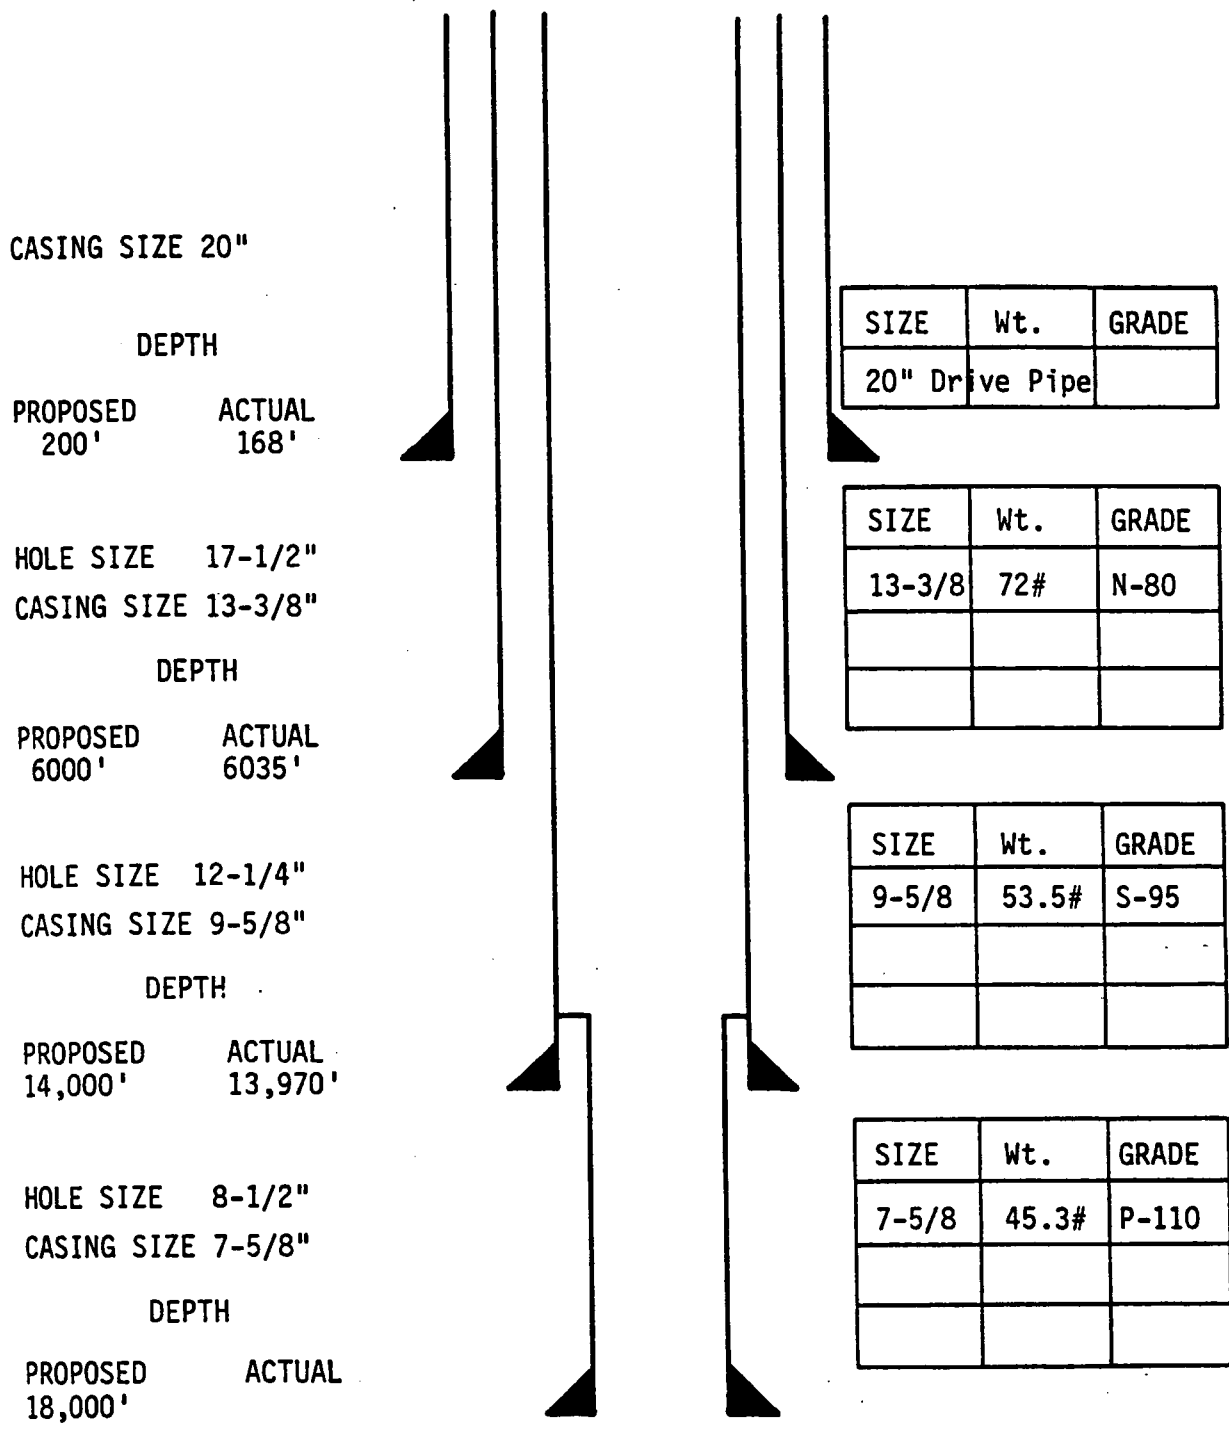 CASING SIZE 20"
DEPTH
PROPOSED ACTUAL
200' 168'
SIZE Wt. GRADE
20" Drive Pipe
HOLE SIZE 17-1/2"
CASING SIZE 13-3/8"
DEPTH
PROPOSED ACTUAL
6000' 6035'
SIZE Wt. GRADE
13-3/8 72# N-80
HOLE SIZE 12-1/4"
CASING SIZE 9-5/8"
DEPTH
PROPOSED ACTUAL
14,000' 13,970'
SIZE Wt. GRADE
9-5/8 53.5# S-95
HOLE SIZE 8-1/2"
CASING SIZE 7-5/8"
DEPTH
PROPOSED ACTUAL
18,000'
SIZE Wt. GRADE
7-5/8 45.3# P-110